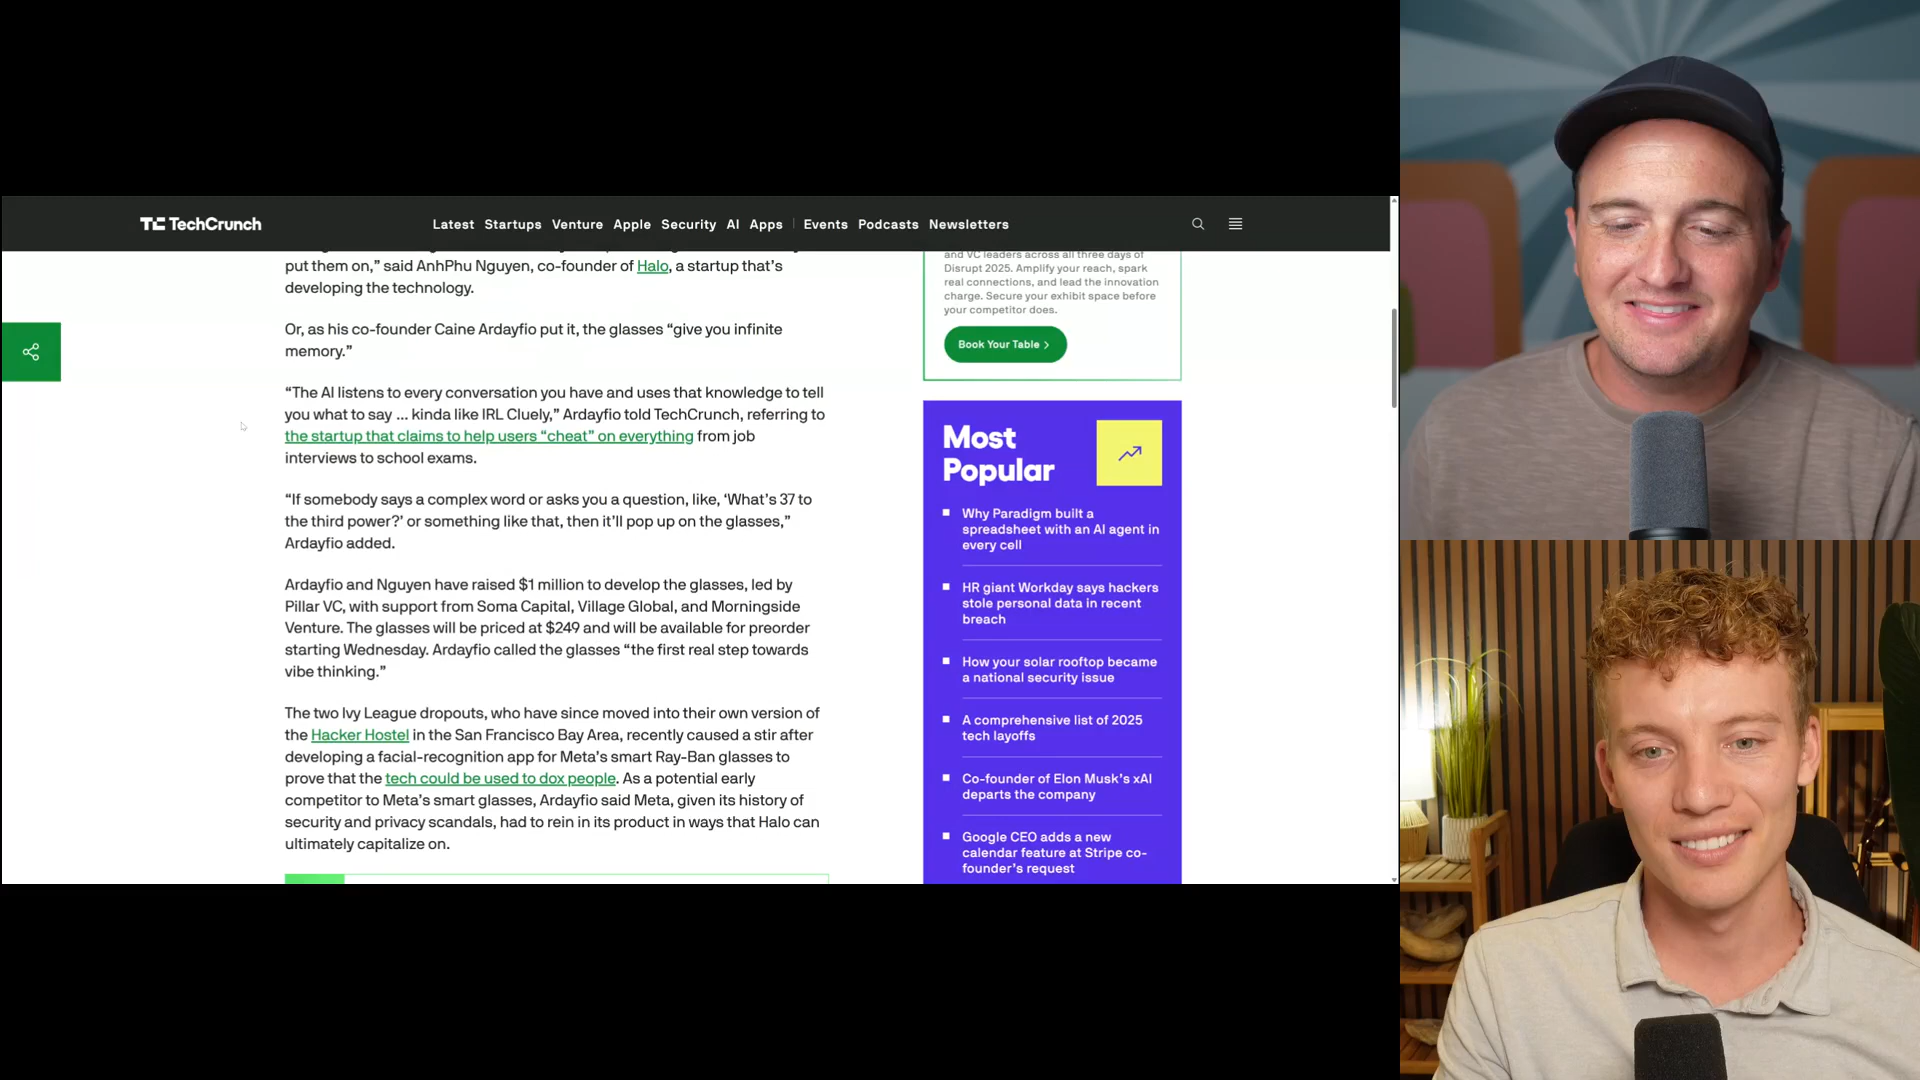 TechCrunch
Latest Startups Venture Apple Security AI Apps Events Podcasts Newsletters
put them on,” said AnhPhu Nguyen, co-founder of Halo, a startup that’s
developing the technology.
Or, as his co-founder Caine Ardayfio put it, the glasses “give you infinite
memory.”
“The AI listens to every conversation you have and uses that knowledge to tell
you what to say … kinda like IRL Cluely,” Ardayfio told TechCrunch, referring to
the startup that claims to help users “cheat” on everything from job
interviews to school exams.
“If somebody says a complex word or asks you a question, like, ‘What’s 37 to
the third power?’ or something like that, then it’ll pop up on the glasses,”
Ardayfio added.
Ardayfio and Nguyen have raised $1 million to develop the glasses, led by
Pillar VC, with support from Soma Capital, Village Global, and Morningside
Venture. The glasses will be priced at $249 and will be available for preorder
starting Wednesday. Ardayfio called the glasses “the first real step towards
vibe thinking.”
The two Ivy League dropouts, who have since moved into their own version of
the Hacker Hostel in the San Francisco Bay Area, recently caused a stir after
developing a facial-recognition app for Meta’s smart Ray-Ban glasses to
prove that the tech could be used to dox people. As a potential early
competitor to Meta’s smart glasses, Ardayfio said Meta, given its history of
security and privacy scandals, had to rein in its product in ways that Halo can
ultimately capitalize on.
and VC leaders across all three days of
Disrupt 2025. Amplify your reach, spark
real connections, and lead the innovation
charge. Secure your exhibit space before
your competitor does.
Book Your Table
Most
Popular
Why Paradigm built a
spreadsheet with an AI agent in
every cell
HR giant Workday says hackers
stole personal data in recent
breach
How your solar rooftop became
a national security issue
A comprehensive list of 2025
tech layoffs
Co-founder of Elon Musk’s xAI
departs the company
Google CEO adds a new
calendar feature at Stripe co-
founder’s request